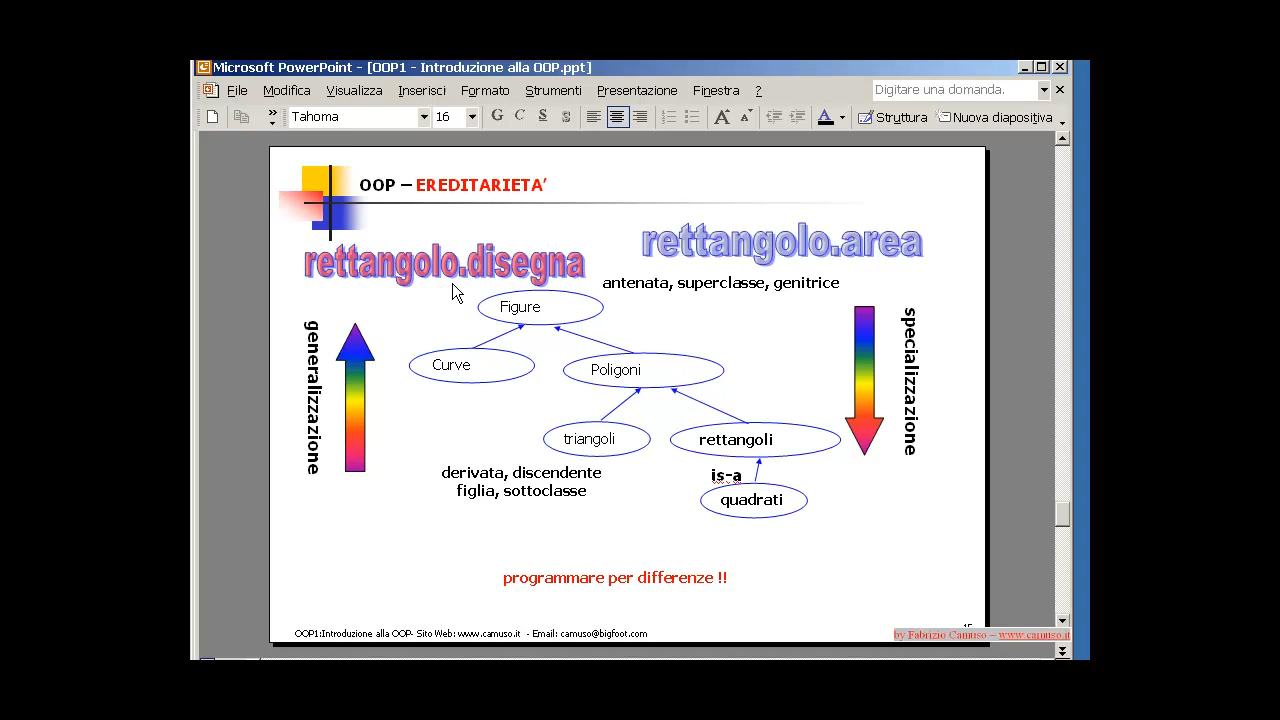 Microsoft PowerPoint - [OOP1 - Introduzione alla OOP.ppt]
File Modifica Visualizza Inserisci Formato Strumenti Presentazione Finestra ?
Digitare una domanda.
Tahoma 16 G C S S Struttura Nuova diapositiva
OOP – EREDITARIETA’
rettangolo.disegna
rettangolo.area
antenata, superclasse, genitrice
Figure
generalizzazione
specializzazione
Curve
Poligoni
triangoli
rettangoli
derivata, discendente
figlia, sottoclasse
is-a
quadrati
programmare per differenze !!
OOP1:Introduzione alla OOP- Sito Web: www.camuso.it - Email: camuso@bigfoot.com
by Fabrizio Camuso – www.camuso.it